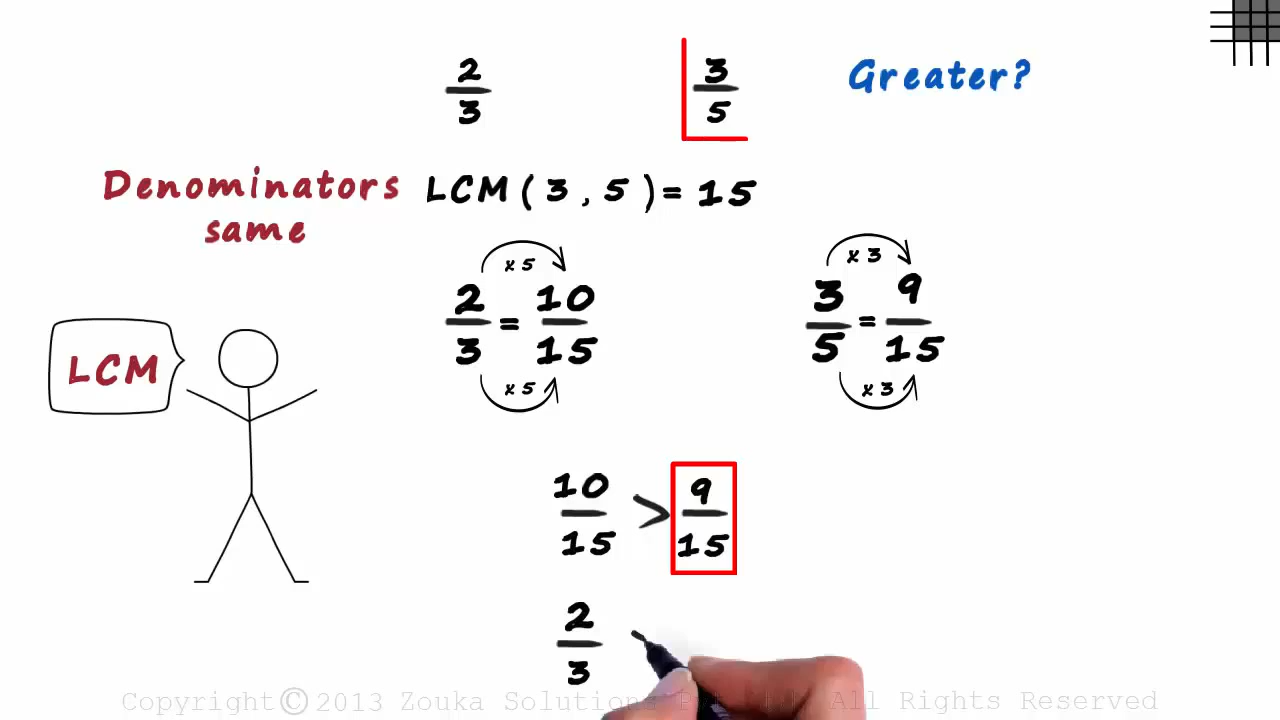 2/3 3/5 Greater?
Denominators same
LCM ( 3 , 5 ) = 15
x 5 x 3
2/3 = 10/15 3/5 = 9/15
x 5 x 3
LCM
10/15 > 9/15
2/3
Copyright © 2013 Zouka Solutions All Rights Reserved